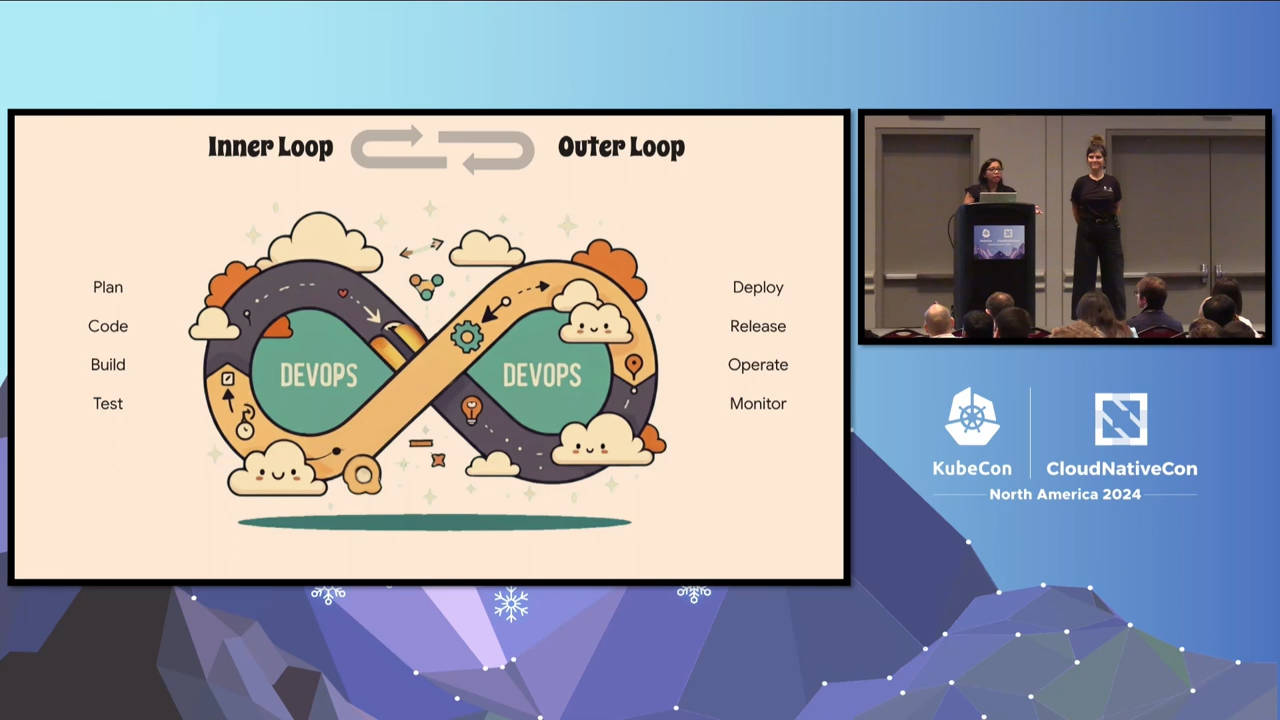 Inner Loop
Outer Loop
Plan
Code
Build
Test
DEVOPS
DEVOPS
Deploy
Release
Operate
Monitor
KubeCon
CloudNativeCon
North America 2024